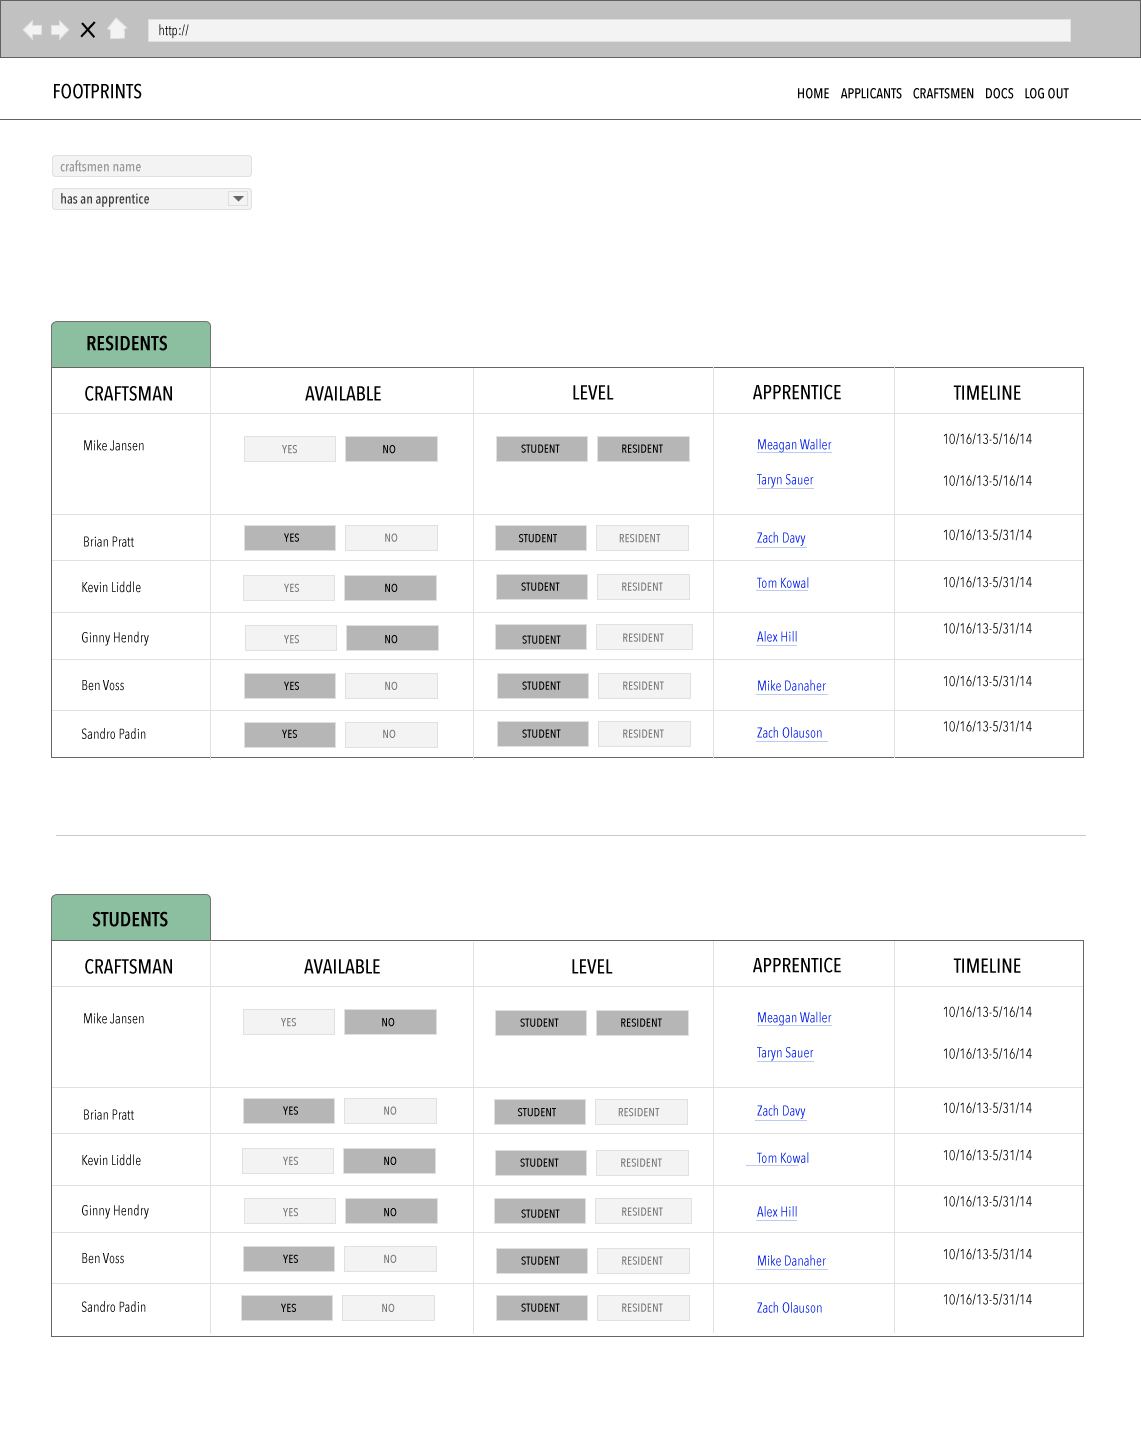 http://
FOOTPRINTS
HOME APPLICANTS CRAFTSMEN DOCS LOG OUT
craftsmen name
has an apprentice
RESIDENTS
CRAFTSMAN AVAILABLE LEVEL APPRENTICE TIMELINE
Mike Jansen YES NO STUDENT RESIDENT Meagan Waller 10/16/13-5/16/14
Taryn Sauer 10/16/13-5/16/14
Brian Pratt YES NO STUDENT RESIDENT Zach Davy 10/16/13-5/31/14
Kevin Liddle YES NO STUDENT RESIDENT Tom Kowal 10/16/13-5/31/14
Ginny Hendry YES NO STUDENT RESIDENT Alex Hill 10/16/13-5/31/14
Ben Voss YES NO STUDENT RESIDENT Mike Danaher 10/16/13-5/31/14
Sandro Padin YES NO STUDENT RESIDENT Zach Olauson 10/16/13-5/31/14
STUDENTS
CRAFTSMAN AVAILABLE LEVEL APPRENTICE TIMELINE
Mike Jansen YES NO STUDENT RESIDENT Meagan Waller 10/16/13-5/16/14
Taryn Sauer 10/16/13-5/16/14
Brian Pratt YES NO STUDENT RESIDENT Zach Davy 10/16/13-5/31/14
Kevin Liddle YES NO STUDENT RESIDENT Tom Kowal 10/16/13-5/31/14
Ginny Hendry YES NO STUDENT RESIDENT Alex Hill 10/16/13-5/31/14
Ben Voss YES NO STUDENT RESIDENT Mike Danaher 10/16/13-5/31/14
Sandro Padin YES NO STUDENT RESIDENT Zach Olauson 10/16/13-5/31/14